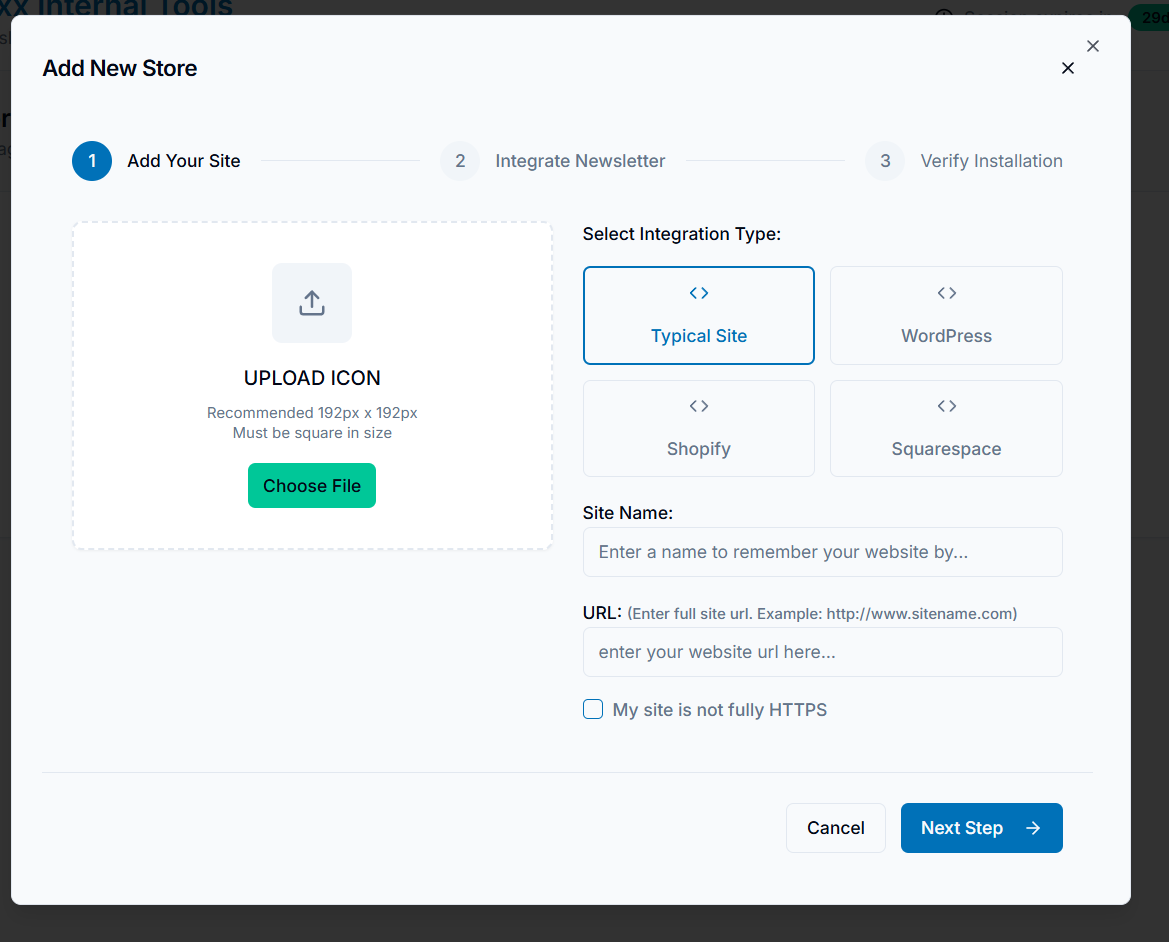 Internal Tools
29d
Add New Store
1 Add Your Site 2 Integrate Newsletter 3 Verify Installation
UPLOAD ICON
Recommended 192px x 192px
Must be square in size
Choose File
Select Integration Type:
Typical Site WordPress
Shopify Squarespace
Site Name:
Enter a name to remember your website by...
URL: (Enter full site url. Example: http://www.sitename.com)
enter your website url here...
My site is not fully HTTPS
Cancel Next Step